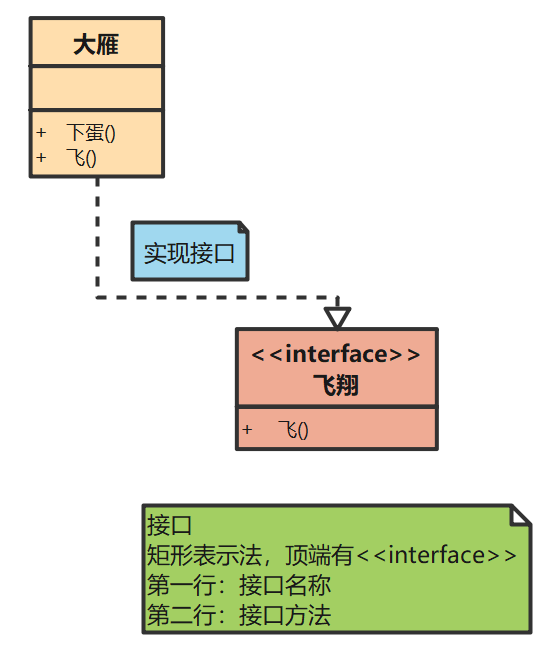 大雁
+ 下蛋()
+ 飞()
实现接口
<<interface>>
飞翔
+ 飞()
接口
矩形表示法，顶端有<<interface>>
第一行：接口名称
第二行：接口方法